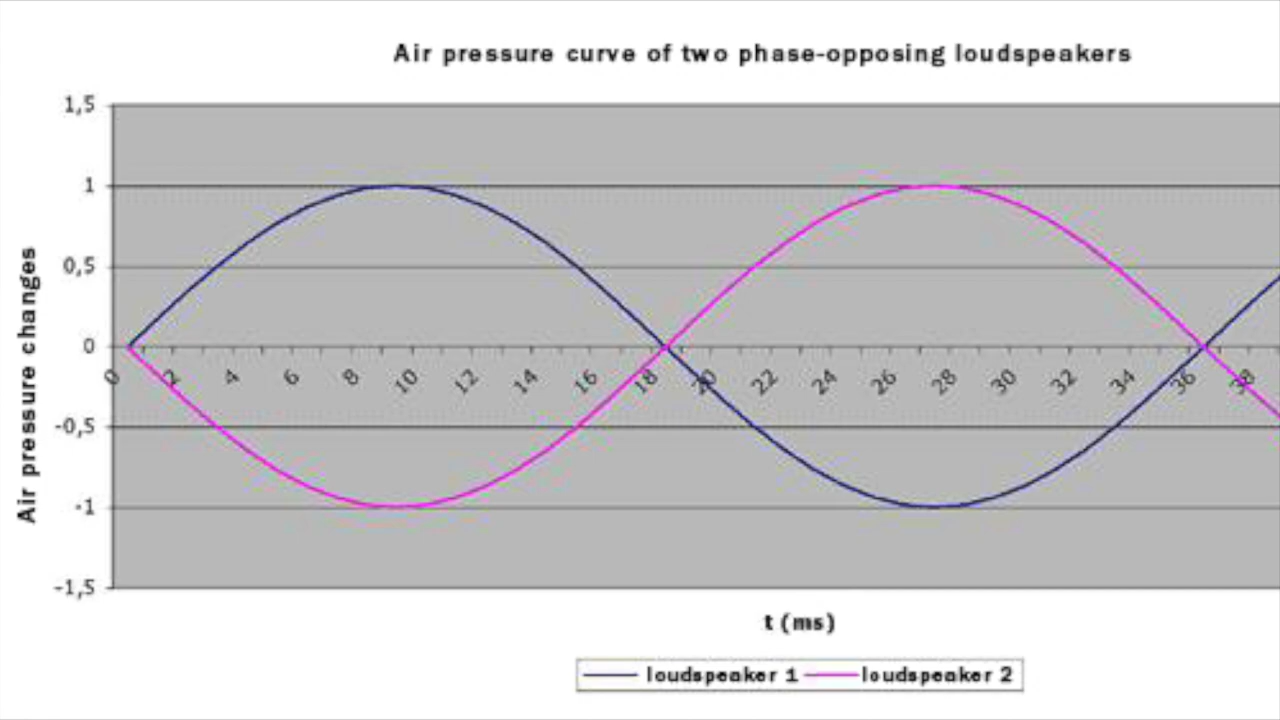 Air pressure curve of two phase-opposing loudspeakers
1,5
1
0,5
0
-0,5
-1
-1,5
Air pressure changes
0 2 4 6 8 10 12 14 16 18 20 22 24 26 28 30 32 34 36 38
t (ms)
loudspeaker 1 loudspeaker 2